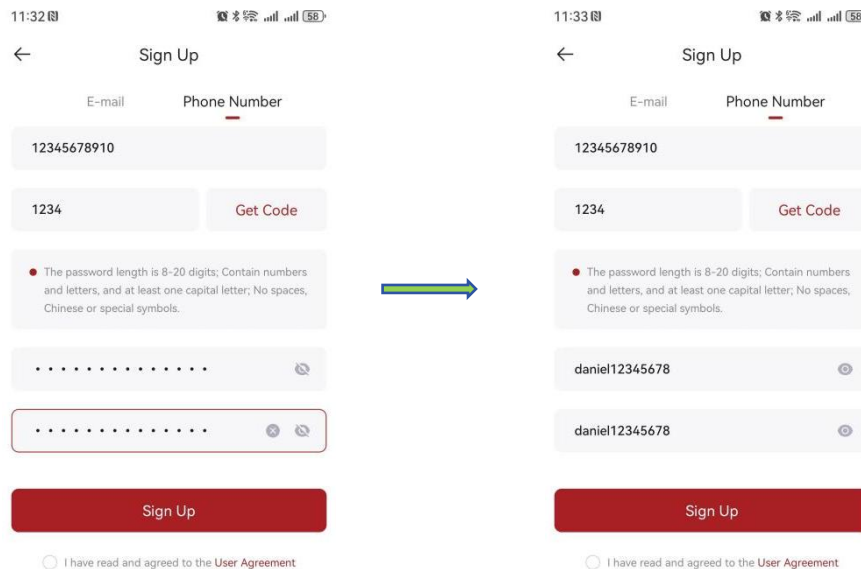 11:32
58
Sign Up
E-mail Phone Number
12345678910
1234 Get Code
The password length is 8-20 digits; Contain numbers
and letters, and at least one capital letter; No spaces,
Chinese or special symbols.
Sign Up
I have read and agreed to the User Agreement
11:33
58
Sign Up
E-mail Phone Number
12345678910
1234 Get Code
The password length is 8-20 digits; Contain numbers
and letters, and at least one capital letter; No spaces,
Chinese or special symbols.
daniel12345678
daniel12345678
Sign Up
I have read and agreed to the User Agreement